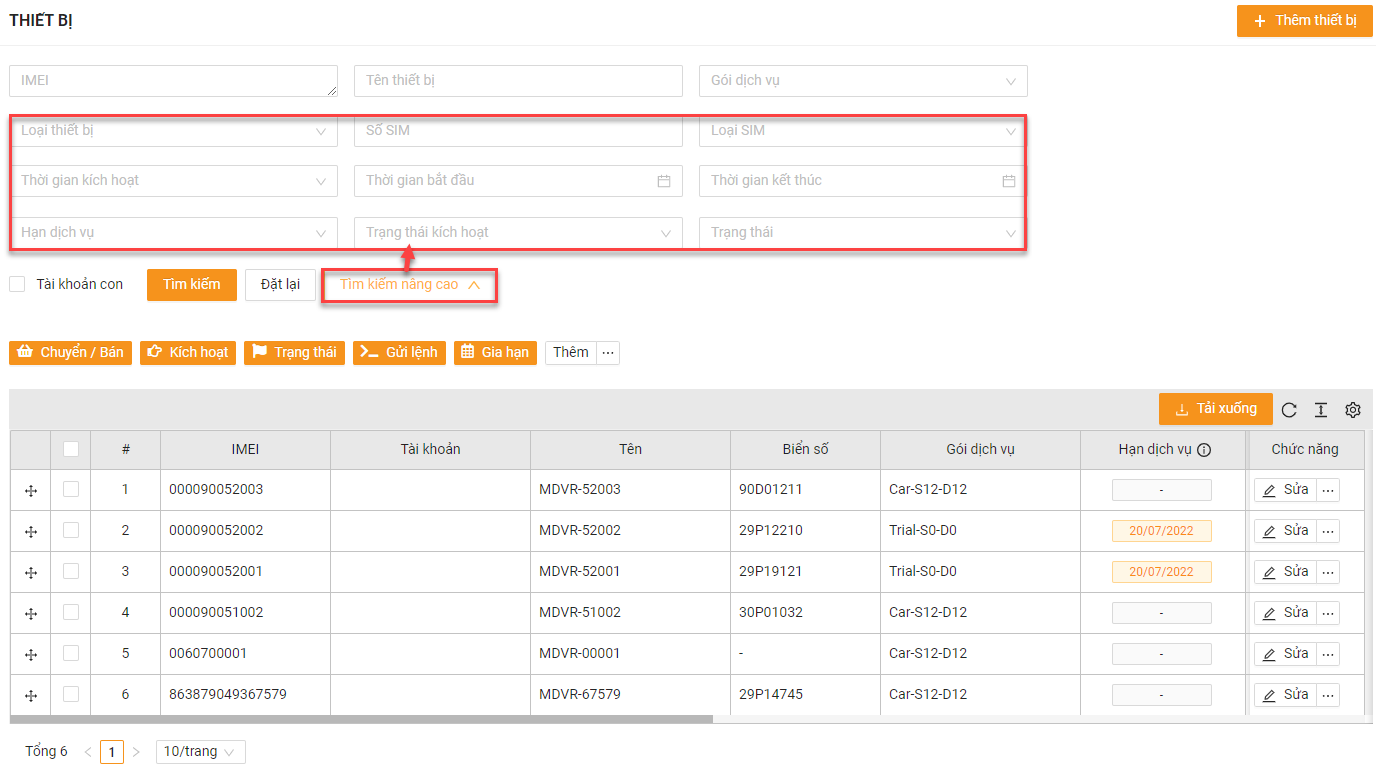 THIẾT BỊ
Thêm thiết bị
IMEI Tên thiết bị Gói dịch vụ
Loại thiết bị Số SIM Loại SIM
Thời gian kích hoạt Thời gian bắt đầu Thời gian kết thúc
Hạn dịch vụ Trạng thái kích hoạt Trạng thái
Tài khoản con Tìm kiếm Đặt lại Tìm kiếm nâng cao
Chuyển / Bán Kích hoạt Trạng thái Gửi lệnh Gia hạn Thêm ...
Tải xuống
# IMEI Tài khoản Tên Biển số Gói dịch vụ Hạn dịch vụ Chức năng
1 000090052003 MDVR-52003 90D01211 Car-S12-D12 - Sửa ...
2 000090052002 MDVR-52002 29P12210 Trial-S0-D0 20/07/2022 Sửa ...
3 000090052001 MDVR-52001 29P19121 Trial-S0-D0 20/07/2022 Sửa ...
4 000090051002 MDVR-51002 30P01032 Car-S12-D12 - Sửa ...
5 0060700001 MDVR-00001 - Car-S12-D12 - Sửa ...
6 863879049367579 MDVR-67579 29P14745 Car-S12-D12 - Sửa ...
Tổng 6 < 1 > 10/trang